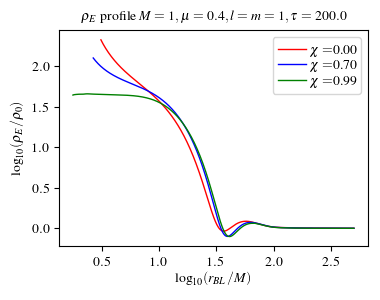 ρ_E profile M = 1, μ = 0.4, l = m = 1, τ = 200.0
log₁₀(ρ_E/ρ₀)
2.0
1.5
1.0
0.5
0.0
χ =0.00
χ =0.70
χ =0.99
0.5 1.0 1.5 2.0 2.5
log₁₀(r_BL/M)